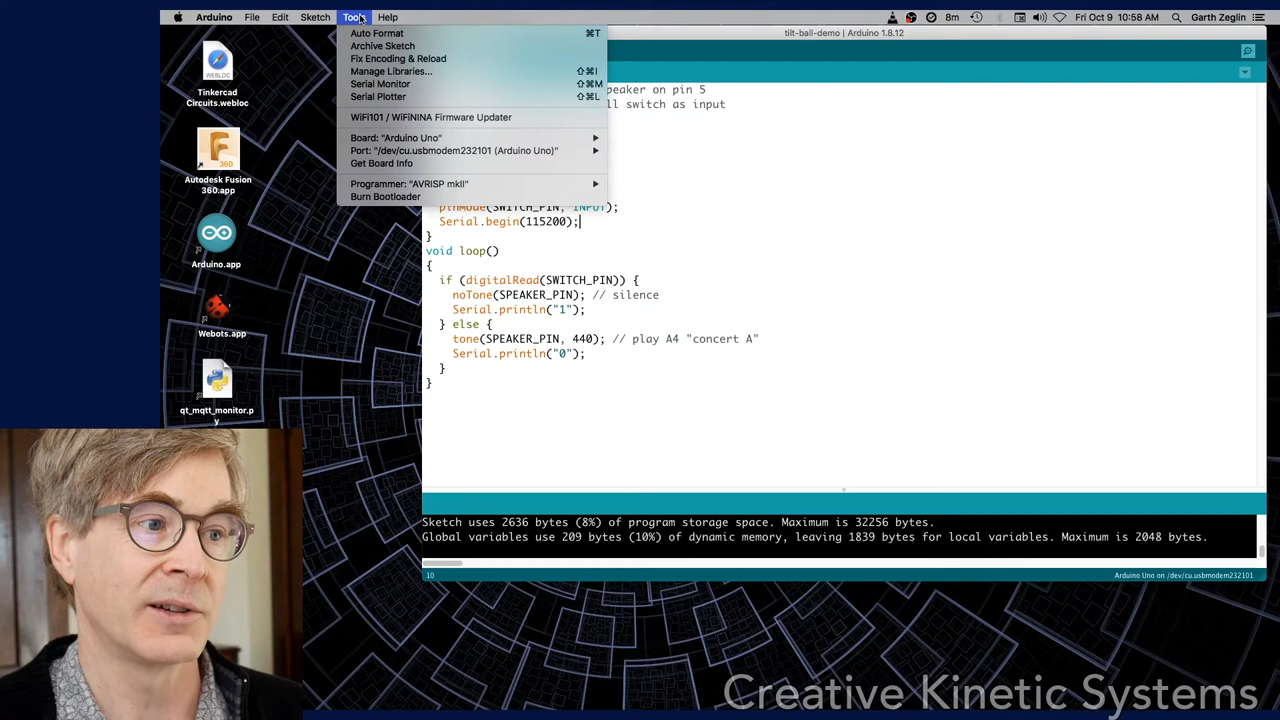 Arduino File Edit Sketch Tools Help
8m
Fri Oct 9 10:58 AM
Garth Zeglin
tilt-ball-demo | Arduino 1.8.12
Auto Format ⌘T
Archive Sketch
Fix Encoding & Reload
Manage Libraries... ⇧⌘I
Serial Monitor ⇧⌘M
Serial Plotter ⇧⌘L
WiFi101 / WiFiNINA Firmware Updater
Board: "Arduino Uno"
Port: "/dev/cu.usbmodem232101 (Arduino Uno)"
Get Board Info
Programmer: "AVRISP mkII"
Burn Bootloader
WEBLOC
Tinkercad
Circuits.webloc
360
Autodesk Fusion
360.app
Arduino.app
Webots.app
qt_mqtt_monitor.p
y
peaker on pin 5
ll switch as input
pinMode(SWITCH_PIN, INPUT);
Serial.begin(115200);
}
void loop()
{
if (digitalRead(SWITCH_PIN)) {
noTone(SPEAKER_PIN); // silence
Serial.println("1");
} else {
tone(SPEAKER_PIN, 440); // play A4 "concert A"
Serial.println("0");
}
}
Sketch uses 2636 bytes (8%) of program storage space. Maximum is 32256 bytes.
Global variables use 209 bytes (10%) of dynamic memory, leaving 1839 bytes for local variables. Maximum is 2048 bytes.
10
Arduino Uno on /dev/cu.usbmodem232101
Creative Kinetic Systems